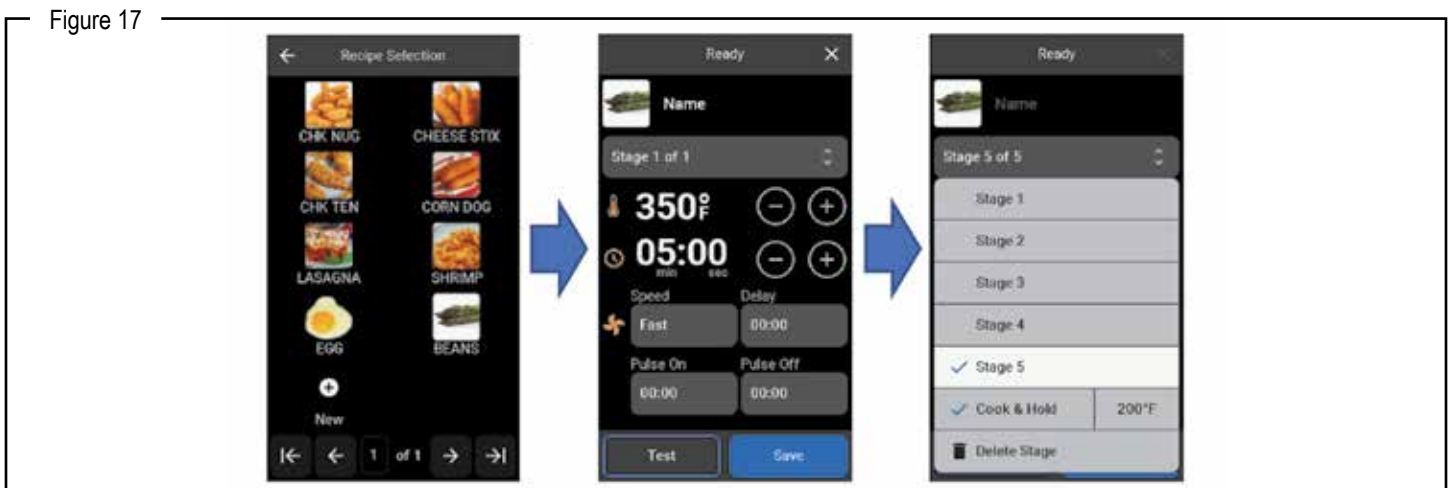 Figure 17
Recipe Selection
CHK NUG CHEESE STIX
CHK TEN CORN DOG
LASAGNA SHRIMP
EGG BEANS
New
1 of 1
Ready
Name
Stage 1 of 1
350°F
05:00
min sec
Speed Delay
Fast 00:00
Pulse On Pulse Off
00:00 00:00
Test Save
Ready
Name
Stage 5 of 5
Stage 1
Stage 2
Stage 3
Stage 4
Stage 5
Cook & Hold 200°F
Delete Stage